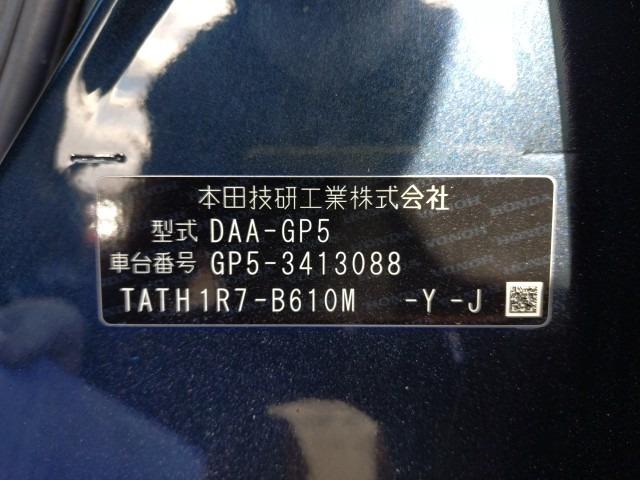 本田技研工業株式会社
型式 DAA-GP5
車台番号 GP5-3413088
TATH1R7-B610M -Y-J